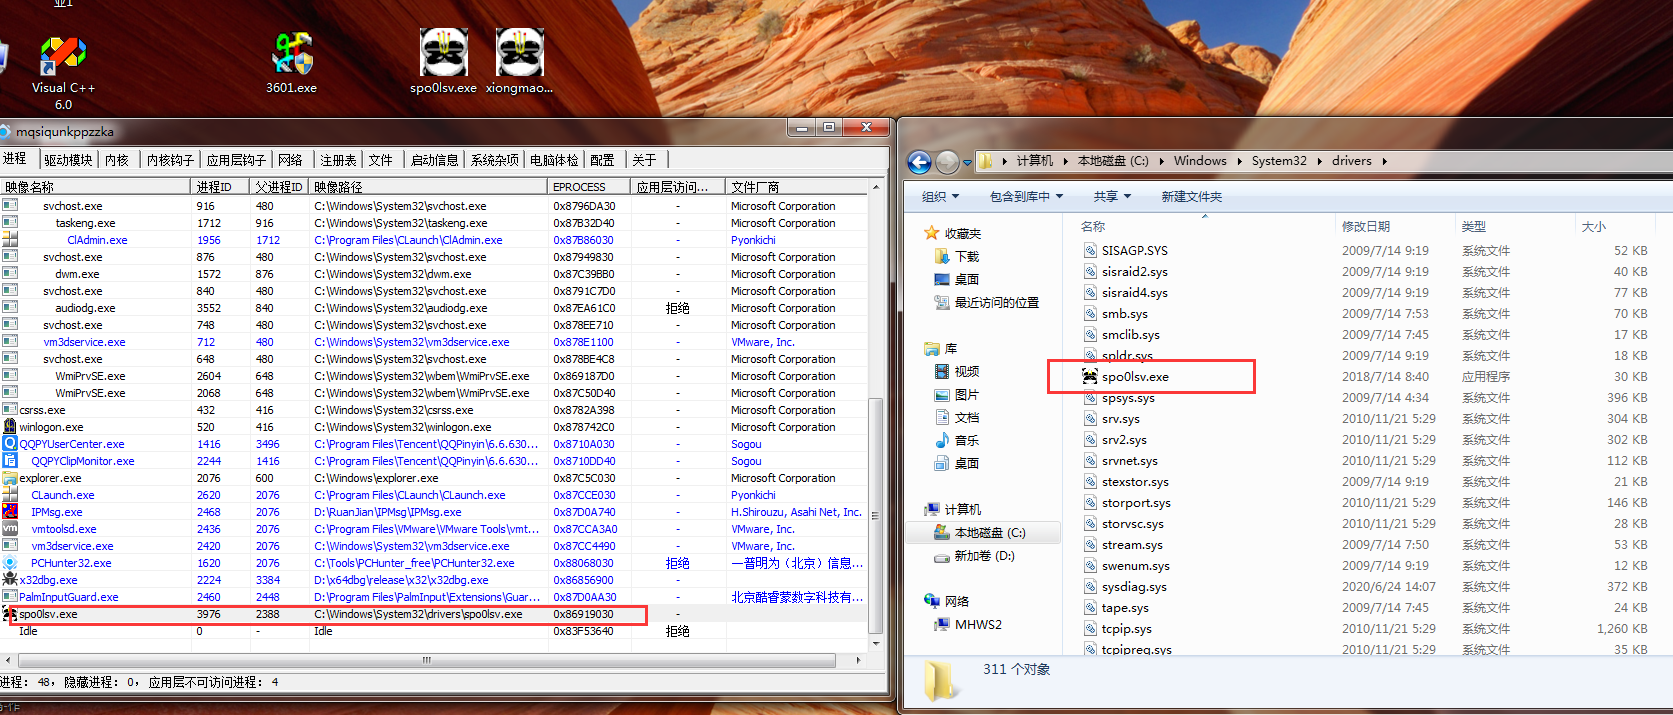 Visual C++
6.0
3601.exe
spo0lsv.exe
xiongmao...
mqsiqunkppzzka
进程 驱动模块 内核 内核钩子 应用层钩子 网络 注册表 文件 启动信息 系统杂项 电脑体检 配置 关于
映像名称 进程ID 父进程ID 映像路径 EPROCESS 应用层访问... 文件厂商
svchost.exe 916 480 C:\Windows\System32\svchost.exe 0x8796DA30 - Microsoft Corporation
taskeng.exe 1712 916 C:\Windows\System32\taskeng.exe 0x87B32D40 - Microsoft Corporation
ClAdmin.exe 1956 1712 C:\Program Files\CLaunch\ClAdmin.exe 0x87B86030 - Pyonkichi
svchost.exe 876 480 C:\Windows\System32\svchost.exe 0x87949830 - Microsoft Corporation
dwm.exe 1572 876 C:\Windows\System32\dwm.exe 0x87C39BB0 - Microsoft Corporation
svchost.exe 840 480 C:\Windows\System32\svchost.exe 0x8791C7D0 - Microsoft Corporation
audiodg.exe 3552 840 C:\Windows\System32\audiodg.exe 0x87EA61C0 拒绝 Microsoft Corporation
svchost.exe 748 480 C:\Windows\System32\svchost.exe 0x878EE710 - Microsoft Corporation
vm3dservice.exe 712 480 C:\Windows\System32\vm3dservice.exe 0x878E1100 - VMware, Inc.
svchost.exe 648 480 C:\Windows\System32\svchost.exe 0x878BE4C8 - Microsoft Corporation
WmiPrvSE.exe 2604 648 C:\Windows\System32\wbem\WmiPrvSE.exe 0x869187D0 - Microsoft Corporation
WmiPrvSE.exe 2068 648 C:\Windows\System32\wbem\WmiPrvSE.exe 0x87C50D40 - Microsoft Corporation
csrss.exe 432 416 C:\Windows\System32\csrss.exe 0x8782A398 - Microsoft Corporation
winlogon.exe 520 416 C:\Windows\System32\winlogon.exe 0x878742C0 - Microsoft Corporation
QQPYUserCenter.exe 1416 3496 C:\Program Files\Tencent\QQPinyin\6.6.630... 0x8710A030 - Sogou
QQPYClipMonitor.exe 2244 1416 C:\Program Files\Tencent\QQPinyin\6.6.630... 0x8710DD40 - Sogou
explorer.exe 2076 600 C:\Windows\explorer.exe 0x87C5C030 - Microsoft Corporation
CLaunch.exe 2620 2076 C:\Program Files\CLaunch\CLaunch.exe 0x87CCE030 - Pyonkichi
IPMsg.exe 2468 2076 D:\RuanJian\IPMsg\IPMsg.exe 0x87D0A740 - H.Shirouzu, Asahi Net, Inc.
vmtoolsd.exe 2436 2076 C:\Program Files\VMware\VMware Tools\vmt... 0x87CCA3A0 - VMware, Inc.
vm3dservice.exe 2420 2076 C:\Windows\System32\vm3dservice.exe 0x87CC4490 - VMware, Inc.
PCHunter32.exe 1620 2076 C:\Tools\PCHunter_free\PCHunter32.exe 0x88068030 拒绝 一普明为（北京）信息...
x32dbg.exe 2224 3384 D:\x64dbg\release\x32\x32dbg.exe 0x86856900 -
PalmInputGuard.exe 2460 2448 D:\Program Files\PalmInput\Extensions\Guar... 0x87D0AA30 - 北京酷睿蒙数字科技有...
spo0lsv.exe 3976 2388 C:\Windows\System32\drivers\spo0lsv.exe 0x86919030 -
Idle 0 - Idle 0x83F53640 拒绝
进程: 48, 隐藏进程: 0, 应用层不可访问进程: 4
计算机 本地磁盘 (C:) Windows System32 drivers
组织 包含到库中 共享 新建文件夹
收藏夹
下载
桌面
最近访问的位置
库
视频
图片
文档
音乐
桌面
计算机
本地磁盘 (C:)
新加卷 (D:)
网络
MHWS2
名称 修改日期 类型 大小
SISAGP.SYS 2009/7/14 9:19 系统文件 52 KB
sisraid2.sys 2009/7/14 9:19 系统文件 40 KB
sisraid4.sys 2009/7/14 9:19 系统文件 77 KB
smb.sys 2009/7/14 7:53 系统文件 70 KB
smclib.sys 2009/7/14 7:45 系统文件 17 KB
spldr.sys 2009/7/14 9:19 系统文件 18 KB
spo0lsv.exe 2018/7/14 8:40 应用程序 30 KB
spsys.sys 2009/7/14 4:34 系统文件 396 KB
srv.sys 2010/11/21 5:29 系统文件 304 KB
srv2.sys 2010/11/21 5:29 系统文件 302 KB
srvnet.sys 2010/11/21 5:29 系统文件 112 KB
stexstor.sys 2009/7/14 9:19 系统文件 21 KB
storport.sys 2010/11/21 5:29 系统文件 146 KB
storvsc.sys 2010/11/21 5:29 系统文件 28 KB
stream.sys 2009/7/14 7:50 系统文件 53 KB
swenum.sys 2009/7/14 9:19 系统文件 12 KB
sysdiag.sys 2020/6/24 14:07 系统文件 372 KB
tape.sys 2009/7/14 7:45 系统文件 24 KB
tcpip.sys 2010/11/21 5:29 系统文件 1,260 KB
tcpipreg.sys 2010/11/21 5:29 系统文件 35 KB
311 个对象